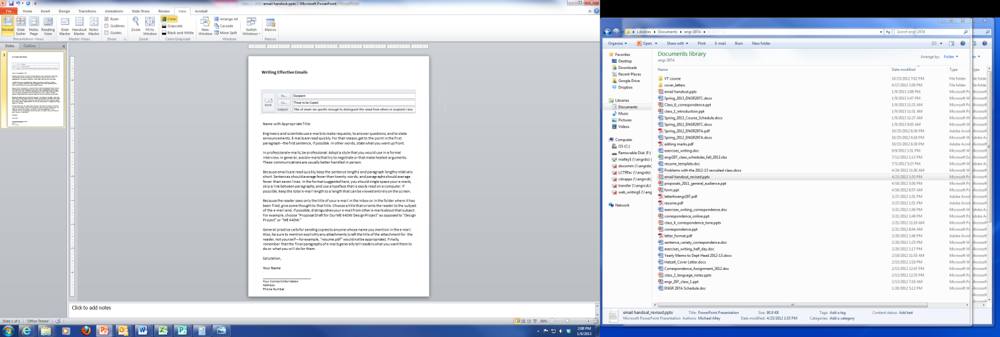 email handout.pptx - Microsoft PowerPoint
File Home Insert Design Transitions Animations Slide Show Review View Acrobat
Normal Slide Sorter Notes Page Reading View
Presentation Views
Slide Master Handout Master Notes Master
Master Views
Ruler
Gridlines
Guides
Show
Zoom Fit to Window
Zoom
Color
Grayscale
Black and White
Color/Grayscale
New Window
Arrange All
Cascade
Move Split
Switch Windows
Window
Macros
Macros
Slides Outline
1
Writing Effective Emails
Send
To... Recipient
Cc... Those to be Copied
Subject: Title of email--be specific enough to distinguish this email from others in recipient's box
Name with Appropriate Title:
Engineers and scientists use e-mails to make requests, to answer questions, and to state
announcements. E-mails are read quickly. For that reason, get to the point in the first
paragraph--the first sentence, if possible. In other words, state what you want up front.
In professional e-mails, be professional. Adopt a style that you would use in a formal
interview. In general, avoid e-mails that try to negotiate or that make heated arguments.
These communications are usually better handled in person.
Because emails are read quickly, keep the sentence lengths and paragraph lengths relatively
short. Sentences should average fewer than twenty words, and paragraphs should average
fewer than seven lines. In the format suggested here, you should single space your e-mails,
skip a line between paragraphs, and use a typeface that is easily read on a computer. If
possible, keep the total e-mail length to a length that can be viewed entirely on the screen.
Because the reader sees only the title of your e-mail in the Inbox or in the folder where it has
been filed, give some thought to that title. Choose a title that orients the reader to the subject
of the e-mail and, if possible, distinguishes your e-mail from other e-mails about that subject.
For example, choose "Proposal Draft for Our ME 440W Design Project" as opposed to "Design
Project" or "ME 440W."
General practice calls for sending copies to anyone whose name you mention in the e-mail.
Also, be sure to mention explicitly any attachments (craft the title of the attachment for the
reader, not yourself—for example, "resume.pdf" would not be appropriate). Finally,
remember that the final paragraphs of e-mails generally tell readers what you want them to
do or what you will do for them.
Salutation,
Your Name
Your Contact Information
Address
Phone Number
Click to add notes
Slide 1 of 1 "Office Theme" 80%
2:08 PM
1/9/2013
Libraries Documents engr 297A Search engr 297A
Organize Open Share with Print E-mail Burn New folder
Documents library
engr 297A
Arrange by: Folder
Name Date modified Type
Favorites
Desktop
Downloads
Recent Places
Google Drive
Dropbox
Libraries
Documents
Music
Pictures
Videos
Computer
OS (C:)
Removable Disk (F:)
malley$ (\\engrdo)
docomm (\\engrdo)
LCTRfac (\\engrdo)
cdcapps (\\engrcdc)
transfer (\\engrcdc)
web_writing$ (\\eng
Network
VT course 10/15/2012 7:02 PM File folder
cover_letters 4/17/2012 3:59 PM File folder
email handout.pptx 1/9/2013 2:08 PM Microsoft
Spring_2013_ENGR297C.docx 1/9/2013 1:47 PM Microsoft
Class_6_correspondence.ppt 1/9/2013 11:33 AM Microsoft
class_1_introduction.ppt 1/9/2013 11:31 AM Microsoft
Spring_2013_Course_Schedule.docx 1/9/2013 11:27 AM Microsoft
Spring_2012_ENGR297C.docx 1/9/2013 9:05 AM Microsoft
Spring_2012_ENGR297A.pdf 10/25/2012 6:30 PM Adobe
Spring_2012_ENGR297A.docx 10/25/2012 6:18 PM Microsoft
editing marks.pdf 10/15/2012 6:39 PM Adobe
exercises_writing.doc 9/9/2012 1:51 PM Microsoft
engr297_class_schedules_fall_2012.xlsx 7/12/2012 1:12 PM Microsoft
resume_template.doc 7/5/2012 5:27 PM Microsoft
Problems with the 2012-13 recruited class.docx 4/24/2012 11:50 AM Microsoft
email handout_revised.pptx 4/23/2012 1:53 PM Microsoft
proposals_2011_general_audience.ppt 4/16/2012 5:50 PM Microsoft
form.ppt 4/16/2012 8:57 AM Microsoft
letterforengr297.pdf 3/27/2012 1:51 PM Adobe
resume.pdf 3/27/2012 1:51 PM Adobe
exercises_writing_correspondence.doc 3/21/2012 1:56 PM Microsoft
correspondence_online.ppt 3/21/2012 1:49 PM Microsoft
class_4_correspondence_tone.pptx 2/21/2012 11:19 AM Microsoft
correspondence.ppt 2/21/2012 8:44 AM Microsoft
letter_format.pdf 2/20/2012 1:46 PM Adobe
sentence_variety_correspondence.doc 2/20/2012 1:25 PM Microsoft
exercises_writing_half_day.doc 2/20/2012 1:17 PM Microsoft
Yearly Memo to Dept Head 2012-13.docx 2/19/2012 11:55 AM Microsoft
Hatzell_Cover Letter.docx 2/15/2012 2:18 PM Microsoft
Correspondence_Assignment_2012.doc 2/13/2012 12:47 PM Microsoft
class_2_language_notes.pptx 2/13/2012 12:35 PM Microsoft
engr_297_class_1.ppt 2/13/2012 7:19 AM Microsoft
ENGR 297A Schedule.doc 1/20/2012 5:12 PM Microsoft
email handout_revised.pptx Title: PowerPoint Presentation Size: 80.9 KB Tags: Add a tag Content status: Add text
Microsoft PowerPoint Presentation Authors: Michael Alley Date modified: 4/23/2012 1:53 PM Categories: Add a category